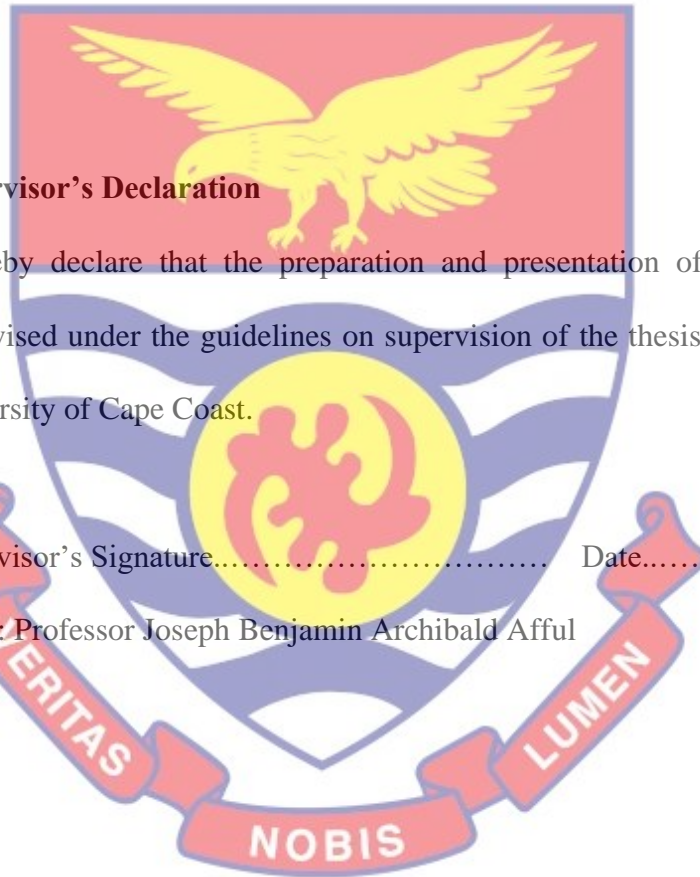 rvisor’s Declaration
eby declare that the preparation and presentation of
vised under the guidelines on supervision of the thesis
rsity of Cape Coast.
visor’s Signature.…………………………… Date.……
: Professor Joseph Benjamin Archibald Afful
VERITAS
NOBIS
LUMEN